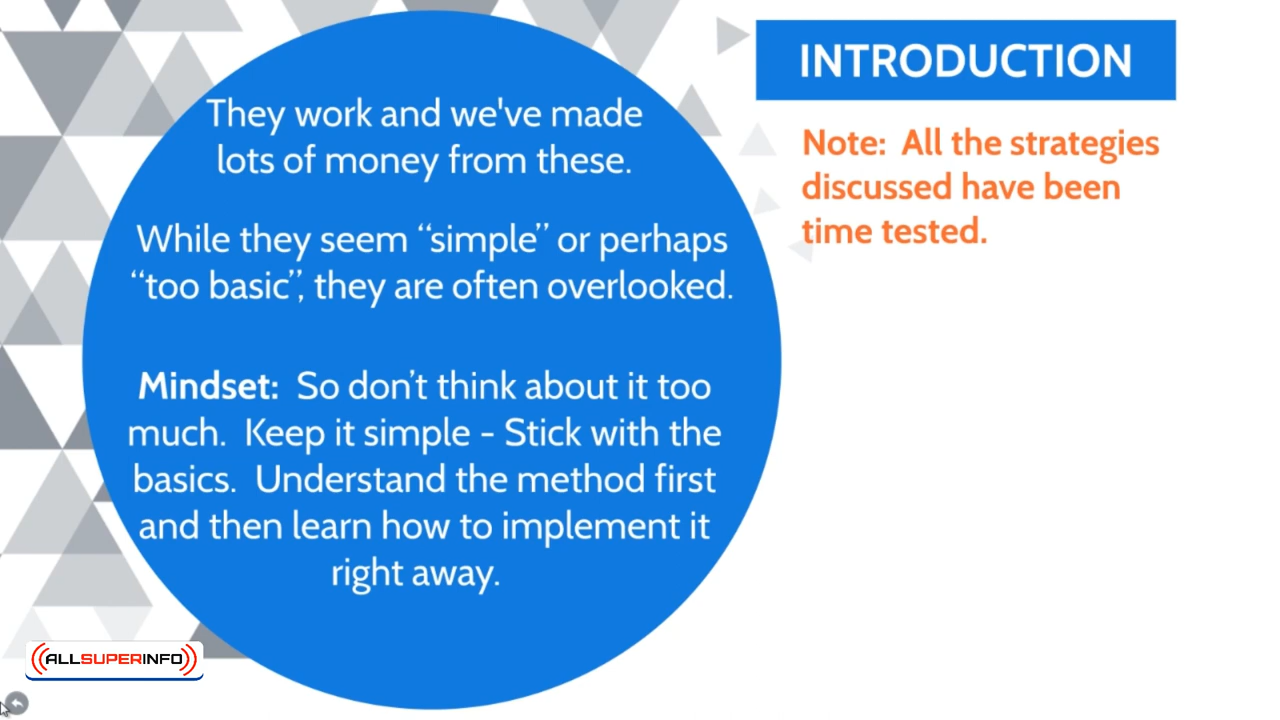 INTRODUCTION
Note:  All the strategies
discussed have been
time tested.
They work and we've made
lots of money from these.
While they seem “simple” or perhaps
“too basic”, they are often overlooked.
Mindset:  So don’t think about it too
much.  Keep it simple - Stick with the
basics.  Understand the method first
and then learn how to implement it
right away.
ALLSUPERINFO